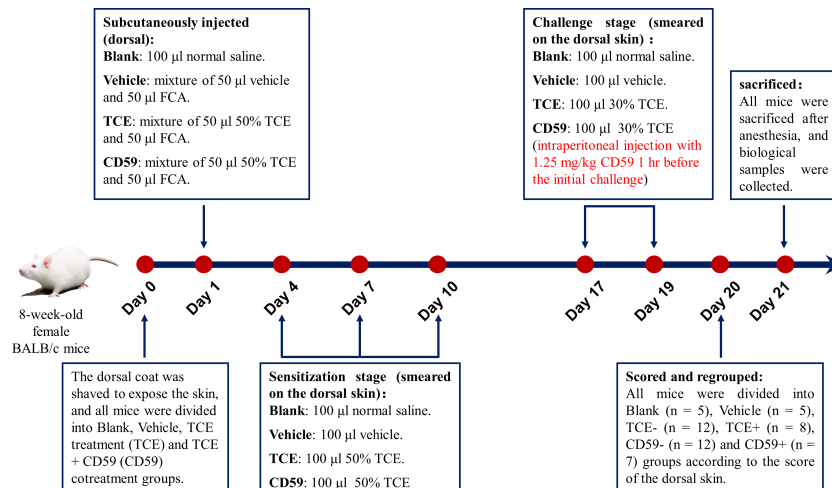 Subcutaneously injected
(dorsal):
Blank: 100 μl normal saline.
Vehicle: mixture of 50 μl vehicle
and 50 μl FCA.
TCE: mixture of 50 μl 50% TCE
and 50 μl FCA.
CD59: mixture of 50 μl 50% TCE
and 50 μl FCA.
Challenge stage (smeared
on the dorsal skin) :
Blank: 100 μl normal saline.
Vehicle: 100 μl vehicle.
TCE: 100 μl 30% TCE.
CD59: 100 μl 30% TCE
(intraperitoneal injection with
1.25 mg/kg CD59 1 hr before
the initial challenge)
sacrificed:
All mice were
sacrificed after
anesthesia, and
biological
samples were
collected.
8-week-old
female
BALB/c mice
Day 0
Day 1
Day 4
Day 7
Day 10
Day 17
Day 19
Day 20
Day 21
The dorsal coat was
shaved to expose the skin,
and all mice were divided
into Blank, Vehicle, TCE
treatment (TCE) and TCE
+ CD59 (CD59)
cotreatment groups.
Sensitization stage (smeared
on the dorsal skin):
Blank: 100 μl normal saline.
Vehicle: 100 μl vehicle.
TCE: 100 μl 50% TCE.
CD59: 100 μl 50% TCE
Scored and regrouped:
All mice were divided into
Blank (n = 5), Vehicle (n = 5),
TCE- (n = 12), TCE+ (n = 8),
CD59- (n = 12) and CD59+ (n =
7) groups according to the score
of the dorsal skin.